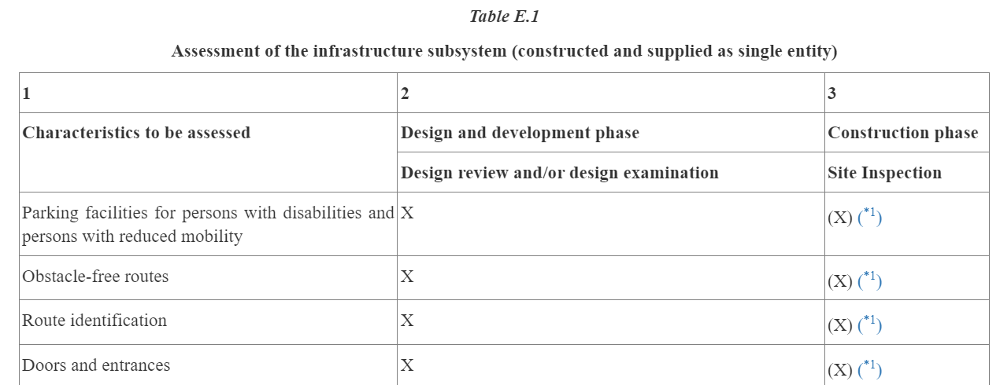 Table E.1
Assessment of the infrastructure subsystem (constructed and supplied as single entity)
1 2 3
Characteristics to be assessed Design and development phase Construction phase
Design review and/or design examination Site Inspection
Parking facilities for persons with disabilities and X (X) (*1)
persons with reduced mobility
Obstacle-free routes X (X) (*1)
Route identification X (X) (*1)
Doors and entrances X (X) (*1)